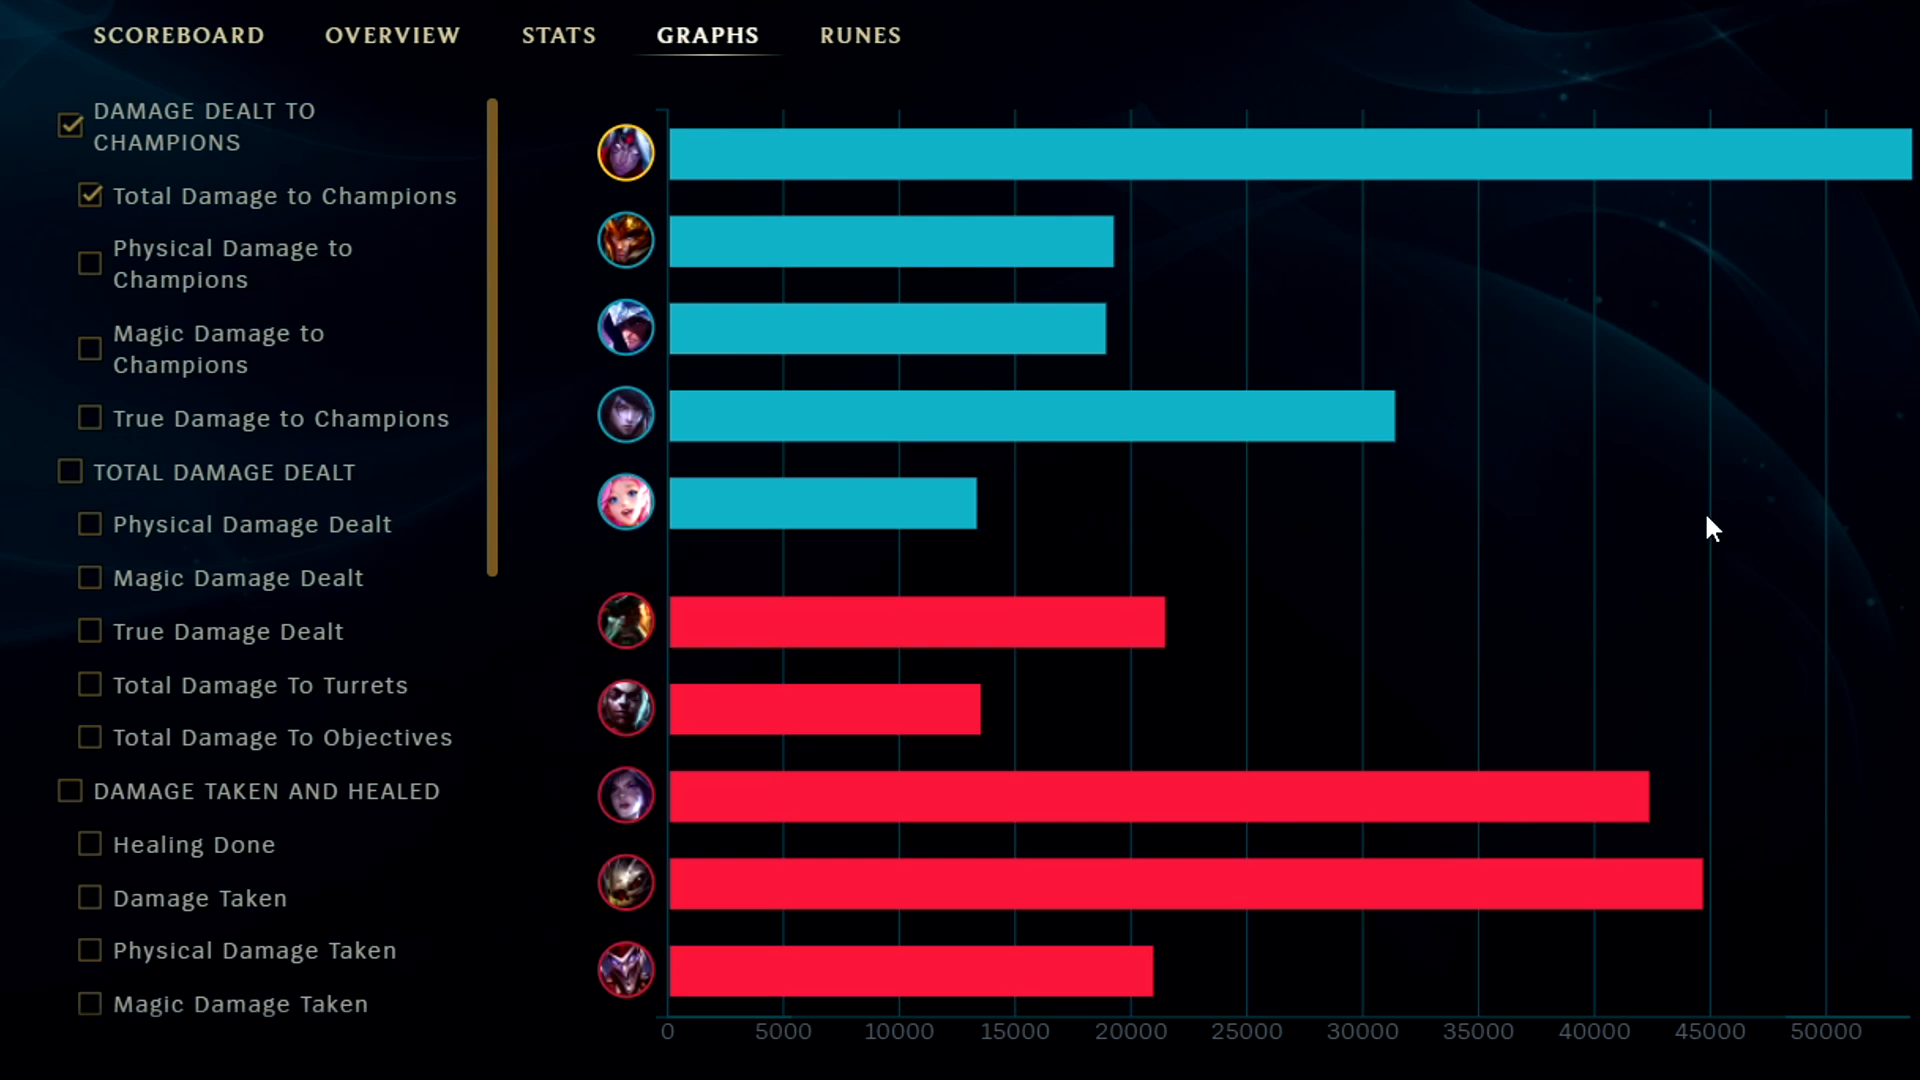 SCOREBOARD OVERVIEW STATS GRAPHS RUNES
DAMAGE DEALT TO
CHAMPIONS
Total Damage to Champions
Physical Damage to
Champions
Magic Damage to
Champions
True Damage to Champions
TOTAL DAMAGE DEALT
Physical Damage Dealt
Magic Damage Dealt
True Damage Dealt
Total Damage To Turrets
Total Damage To Objectives
DAMAGE TAKEN AND HEALED
Healing Done
Damage Taken
Physical Damage Taken
Magic Damage Taken
0 5000 10000 15000 20000 25000 30000 35000 40000 45000 50000